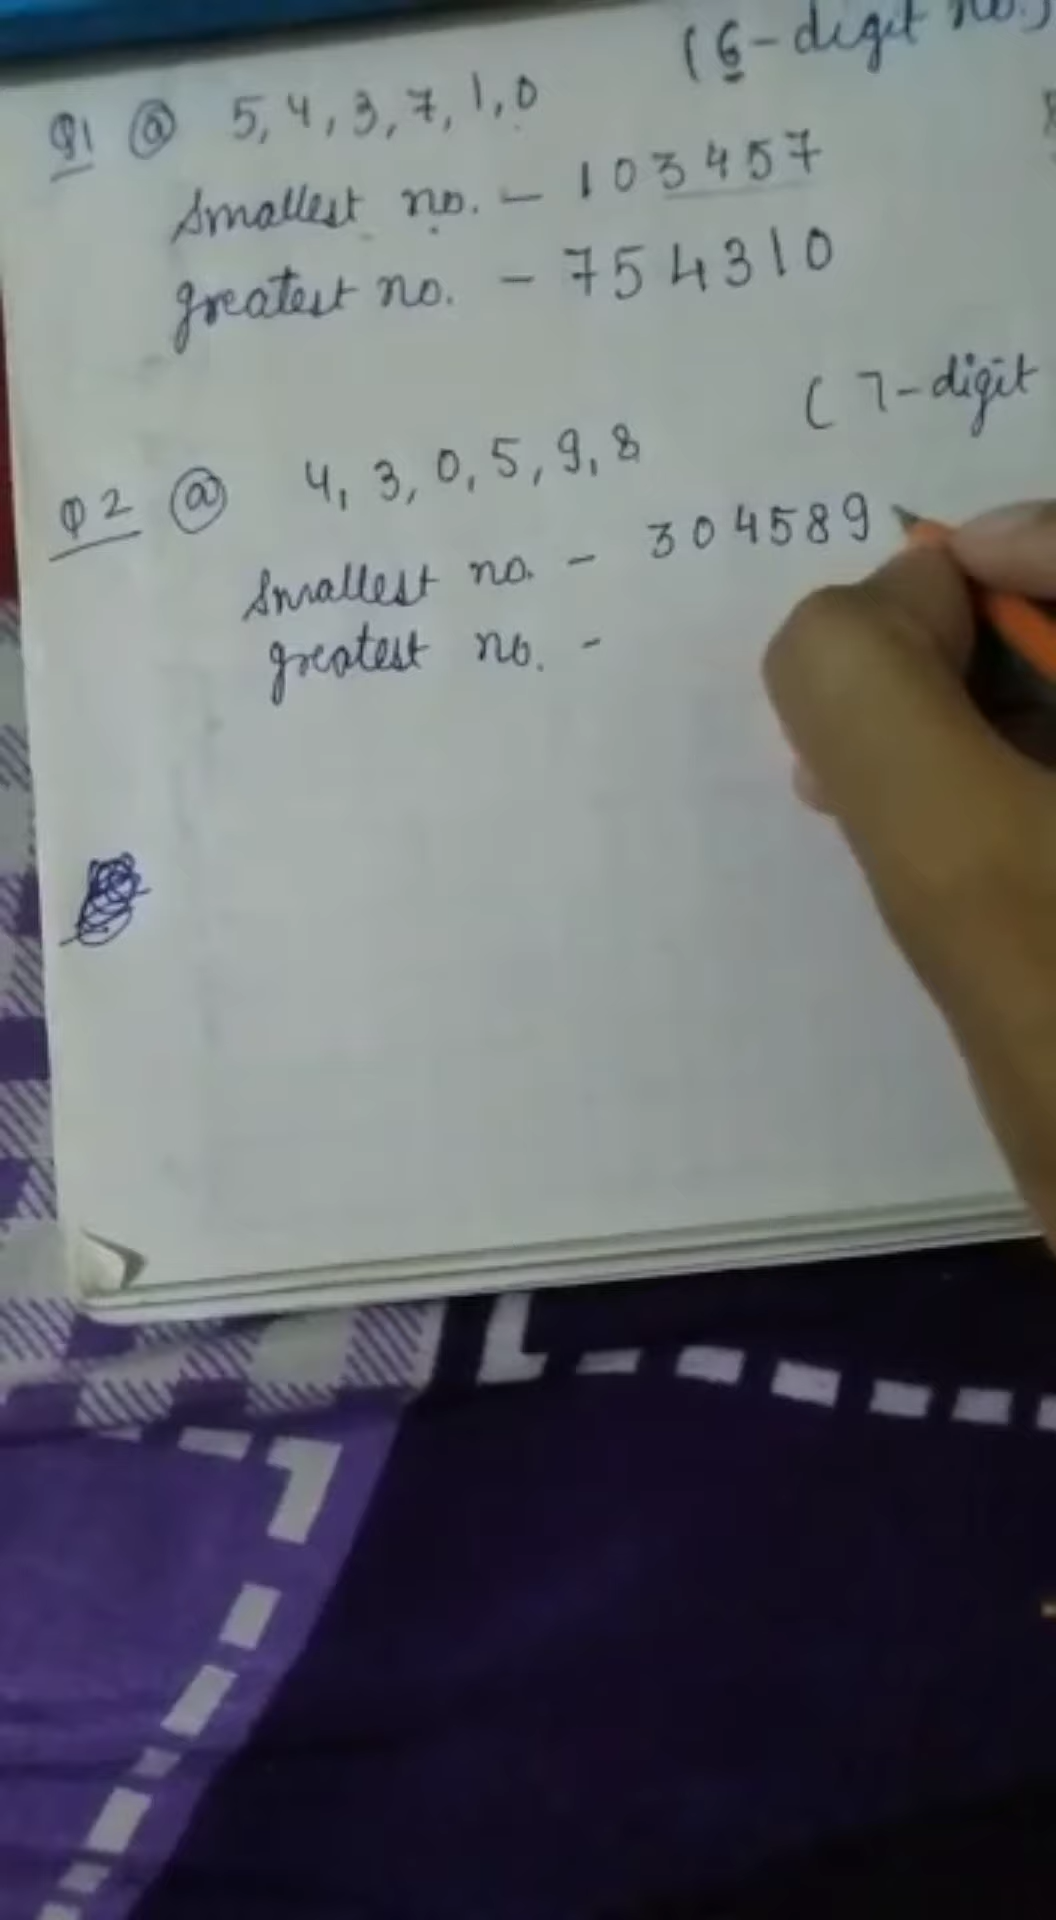 (6-digit no.)
Q1 (a) 5, 4, 3, 7, 1, 0
Smallest no. - 103457
greatest no. - 754310
(7-digit
Q2 (a) 4, 3, 0, 5, 9, 8
Smallest no. - 304589
greatest no. -